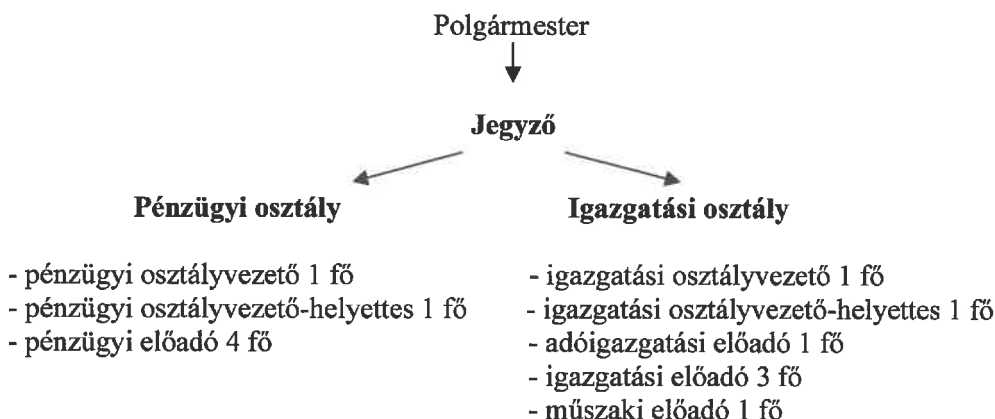 Polgármester
Jegyző
Pénzügyi osztály
- pénzügyi osztályvezető 1 fő
- pénzügyi osztályvezető-helyettes 1 fő
- pénzügyi előadó 4 fő
Igazgatási osztály
- igazgatási osztályvezető 1 fő
- igazgatási osztályvezető-helyettes 1 fő
- adóigazgatási előadó 1 fő
- igazgatási előadó 3 fő
- műszaki előadó 1 fő